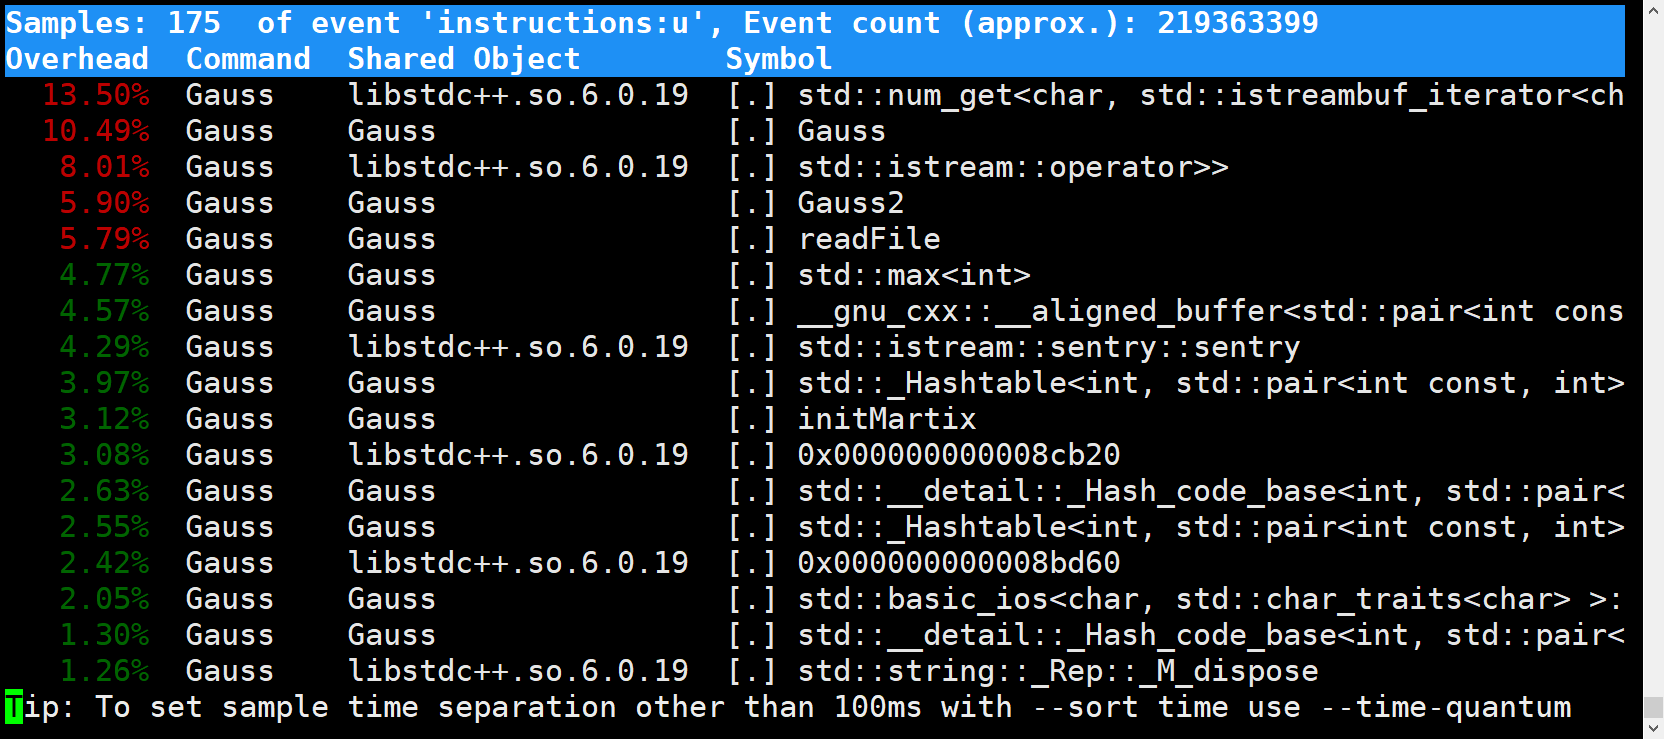 Samples: 175  of event 'instructions:u', Event count (approx.): 219363399
Overhead  Command  Shared Object        Symbol
  13.50%  Gauss    libstdc++.so.6.0.19  [.] std::num_get<char, std::istreambuf_iterator<ch
  10.49%  Gauss    Gauss                [.] Gauss
   8.01%  Gauss    libstdc++.so.6.0.19  [.] std::istream::operator>>
   5.90%  Gauss    Gauss                [.] Gauss2
   5.79%  Gauss    Gauss                [.] readFile
   4.77%  Gauss    Gauss                [.] std::max<int>
   4.57%  Gauss    Gauss                [.] __gnu_cxx::__aligned_buffer<std::pair<int cons
   4.29%  Gauss    libstdc++.so.6.0.19  [.] std::istream::sentry::sentry
   3.97%  Gauss    Gauss                [.] std::_Hashtable<int, std::pair<int const, int>
   3.12%  Gauss    Gauss                [.] initMartix
   3.08%  Gauss    libstdc++.so.6.0.19  [.] 0x000000000008cb20
   2.63%  Gauss    Gauss                [.] std::__detail::_Hash_code_base<int, std::pair<
   2.55%  Gauss    Gauss                [.] std::_Hashtable<int, std::pair<int const, int>
   2.42%  Gauss    libstdc++.so.6.0.19  [.] 0x000000000008bd60
   2.05%  Gauss    Gauss                [.] std::basic_ios<char, std::char_traits<char> >:
   1.30%  Gauss    Gauss                [.] std::__detail::_Hash_code_base<int, std::pair<
   1.26%  Gauss    libstdc++.so.6.0.19  [.] std::string::_Rep::_M_dispose
Tip: To set sample time separation other than 100ms with --sort time use --time-quantum